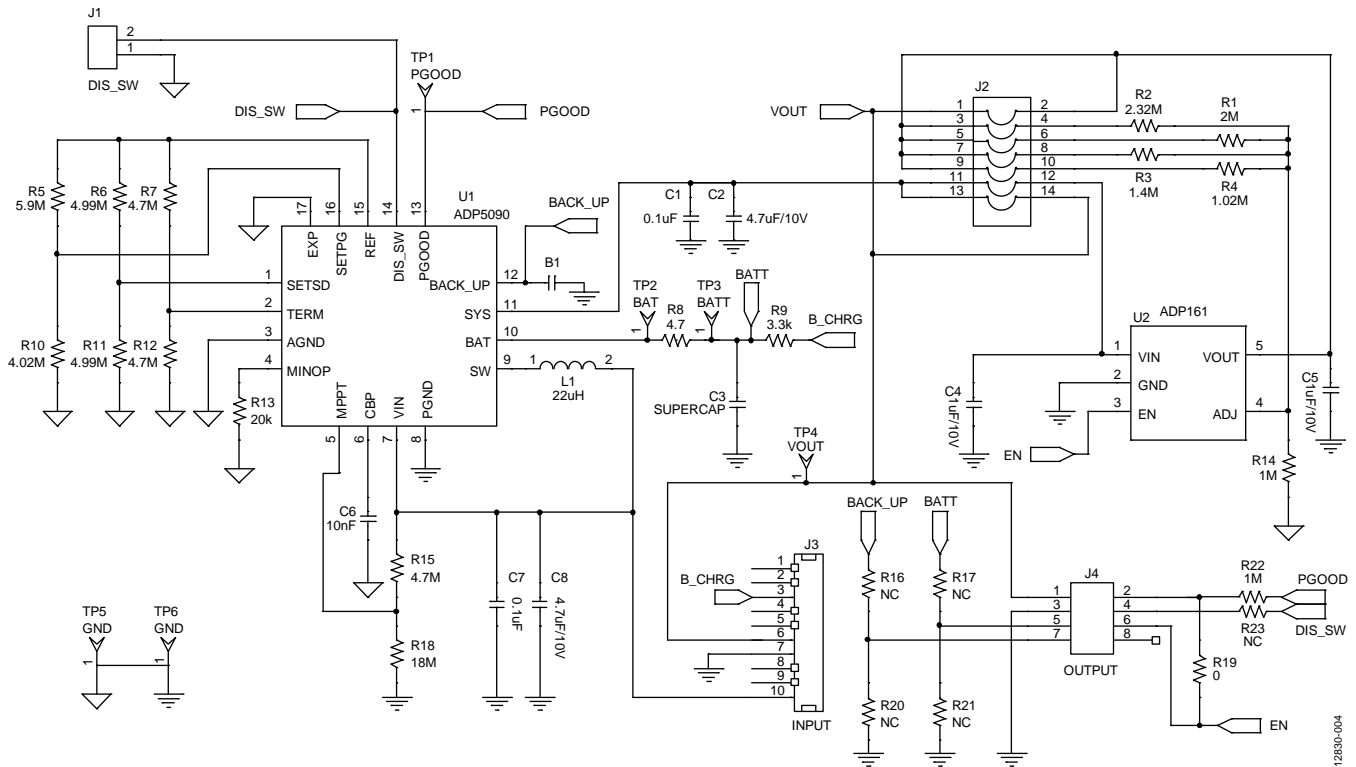 J1
2
1
DIS_SW
TP1
PGOOD
1
DIS_SW
PGOOD
VOUT
J2
1
3
5
7
9
11
13
2
4
6
8
10
12
14
R2
2.32M
R1
2M
R3
1.4M
R4
1.02M
R5
5.9M
R6
4.99M
R7
4.7M
U1
ADP5090
17
16
15
14
13
EXP
SETPG
REF
DIS_SW
PGOOD
1
SETSD
2
TERM
3
AGND
4
MINOP
BACK_UP
12
SYS
11
BAT
10
SW
9
MPPT
CBP
VIN
PGND
5
6
7
8
BACK_UP
B1
C1
0.1uF
C2
4.7uF/10V
TP2
BAT
1
R8
4.7
TP3
BATT
1
BATT
R9
3.3k
B_CHRG
1
2
L1
22uH
C3
SUPERCAP
R10
4.02M
R11
4.99M
R12
4.7M
R13
20k
U2
ADP161
1
VIN
2
GND
3
EN
VOUT
5
ADJ
4
C4
1uF/10V
C5
1uF/10V
EN
R14
1M
TP4
VOUT
1
C6
10nF
R15
4.7M
R18
18M
C7
0.1uF
C8
4.7uF/10V
J3
1
2
3
4
5
6
7
8
9
10
INPUT
B_CHRG
BACK_UP
BATT
R16
NC
R17
NC
R20
NC
R21
NC
J4
1
3
5
7
2
4
6
8
OUTPUT
R22
1M
PGOOD
R23
NC
DIS_SW
R19
0
EN
TP5
GND
1
TP6
GND
1
12830-004